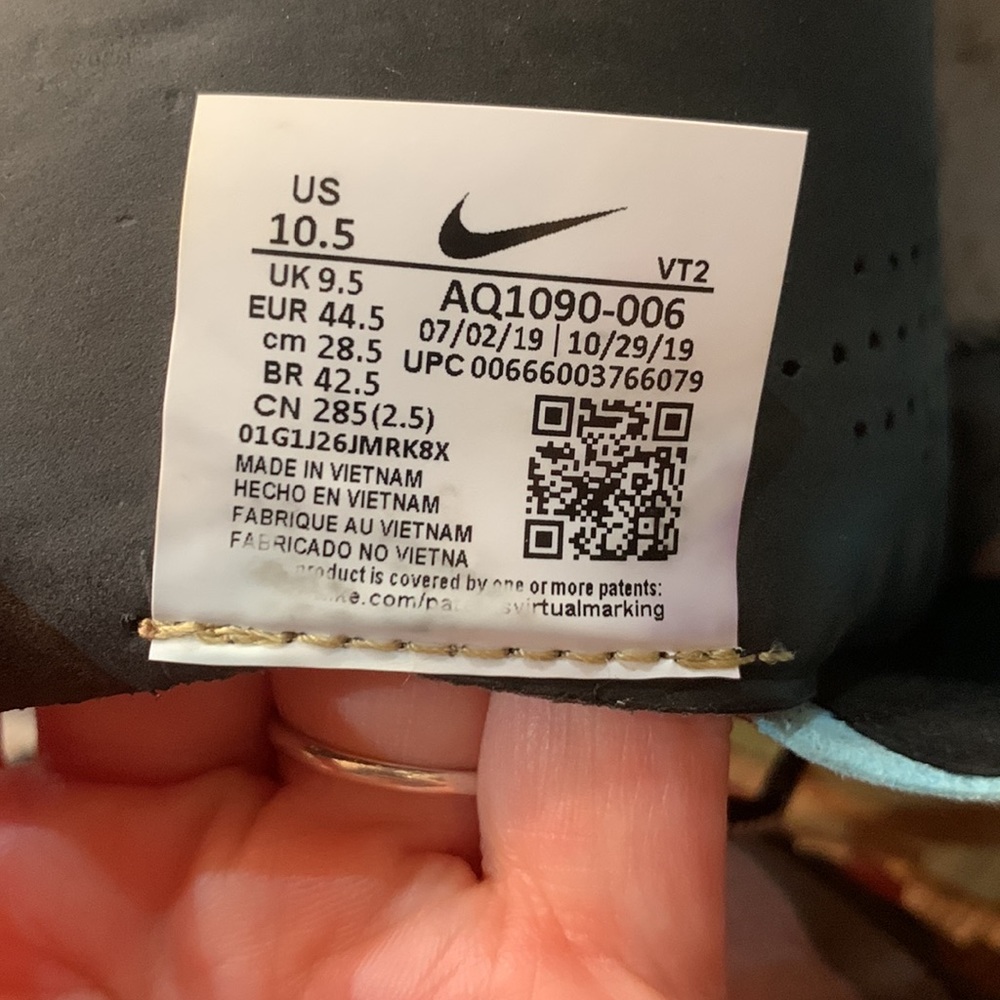 US
10.5
VT2
UK 9.5
EUR 44.5
cm 28.5
BR 42.5
CN 285(2.5)
01G1J26JMRK8X
MADE IN VIETNAM
HECHO EN VIETNAM
FABRIQUE AU VIETNAM
FABRICADO NO VIETNA
AQ1090-006
07/02/19 | 10/29/19
UPC 00666003766079
product is covered by one or more patents: